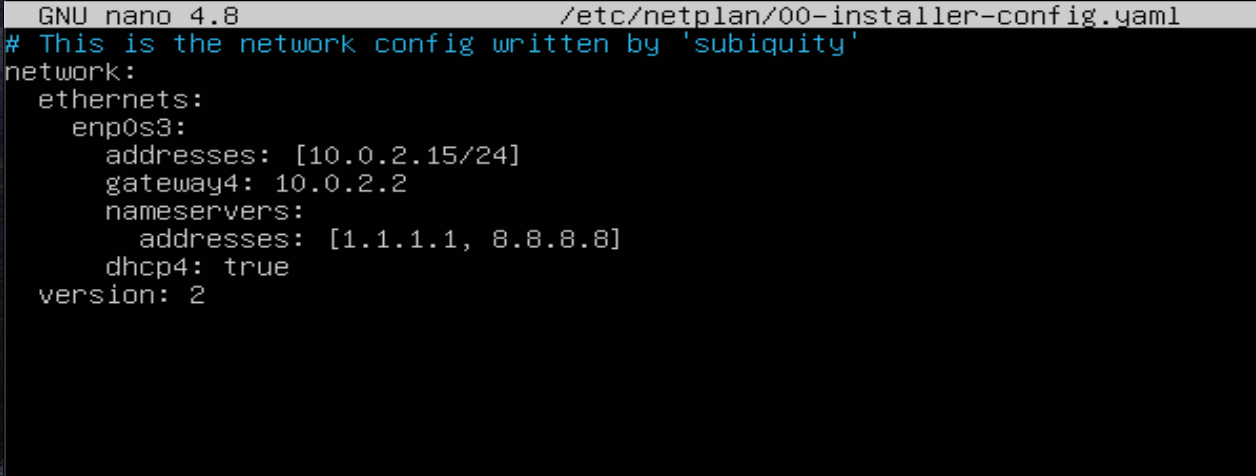 GNU nano 4.8 /etc/netplan/00-installer-config.yaml
# This is the network config written by 'subiquity'
network:
  ethernets:
    enp0s3:
      addresses: [10.0.2.15/24]
      gateway4: 10.0.2.2
      nameservers:
        addresses: [1.1.1.1, 8.8.8.8]
      dhcp4: true
  version: 2